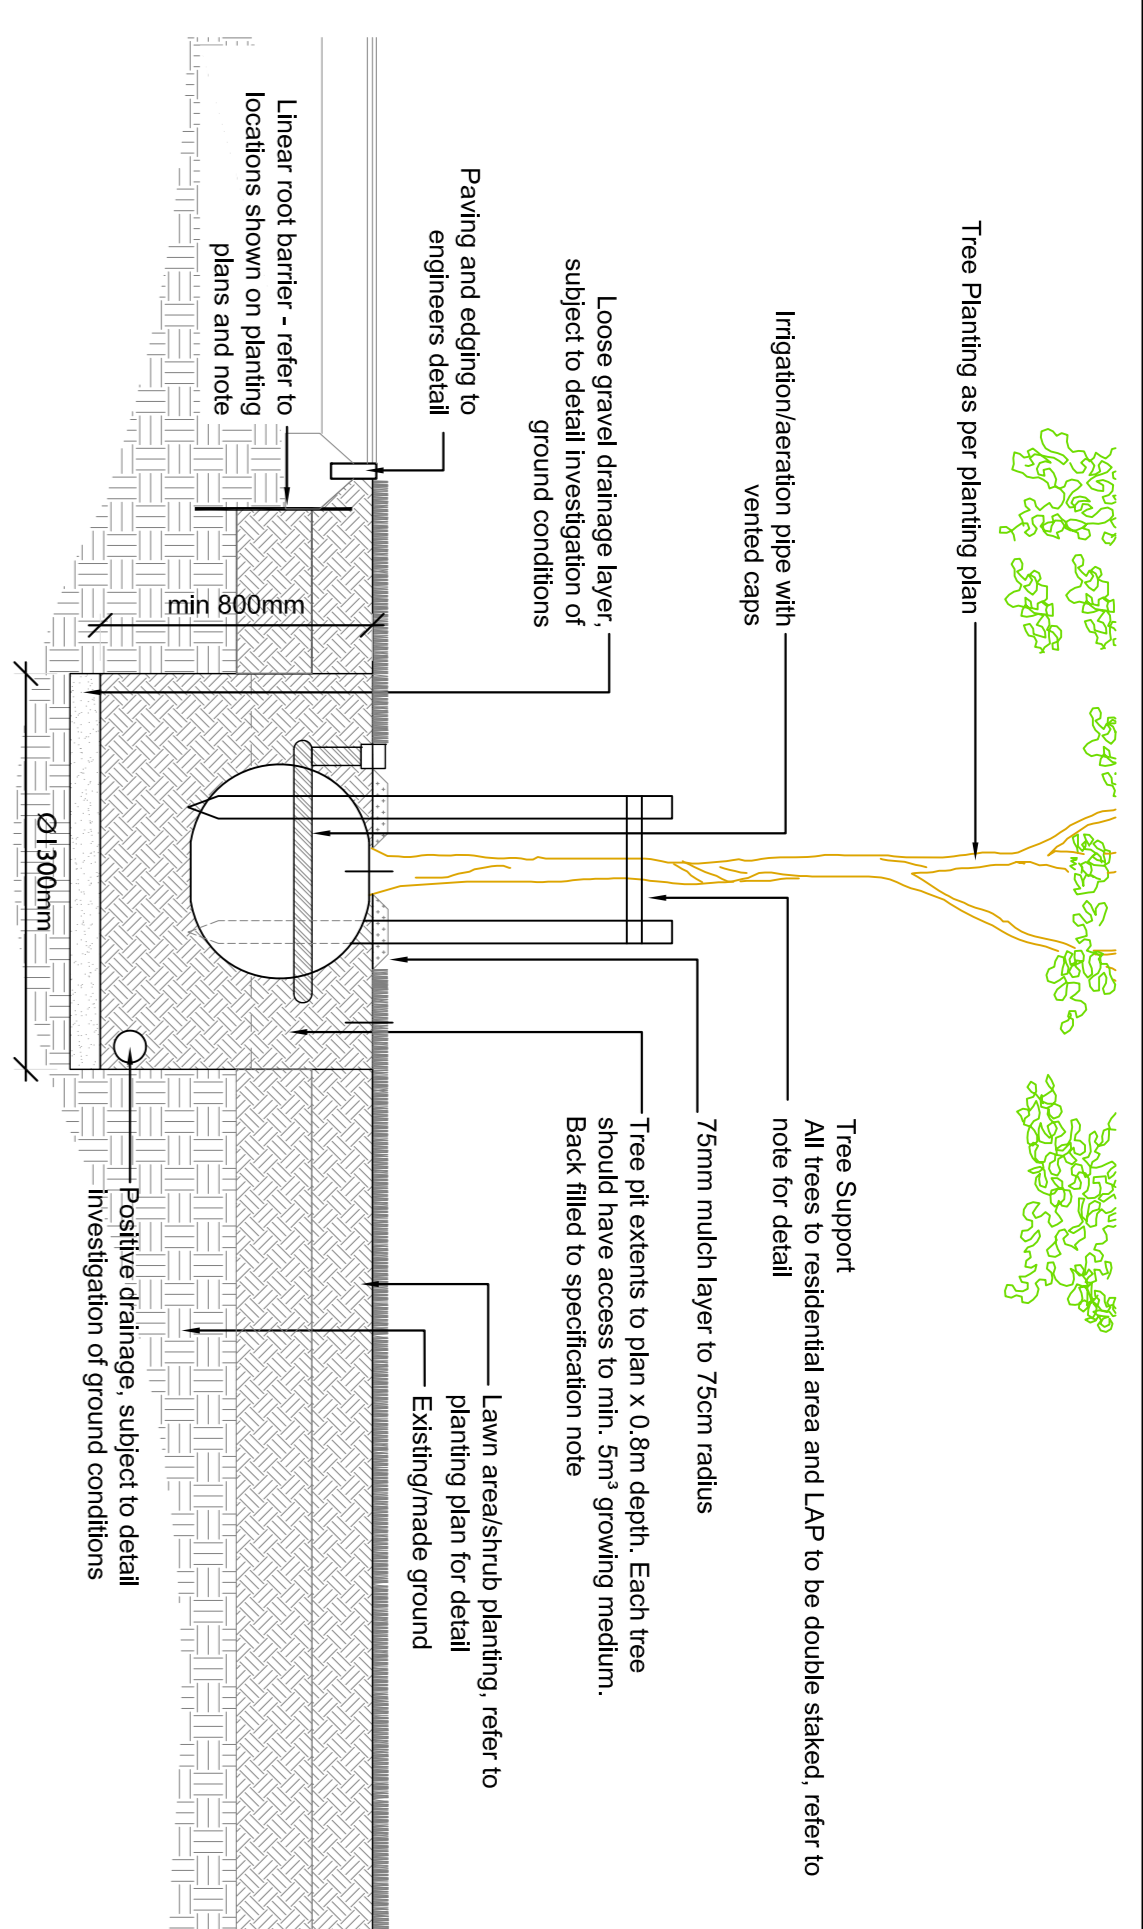 Tree Planting as per planting plan
Irrigation/aeration pipe with
vented caps
Loose gravel drainage layer,
subject to detail investigation of
ground conditions
Paving and edging to
engineers detail
Linear root barrier - refer to
locations shown on planting
plans and note
min 800mm
Ø1300mm
Tree Support
All trees to residential area and LAP to be double staked, refer to
note for detail
75mm mulch layer to 75cm radius
Tree pit extents to plan x 0.8m depth. Each tree
should have access to min. 5m³ growing medium.
Back filled to specification note
Lawn area/shrub planting, refer to
planting plan for detail
Existing/made ground
Positive drainage, subject to detail
investigation of ground conditions